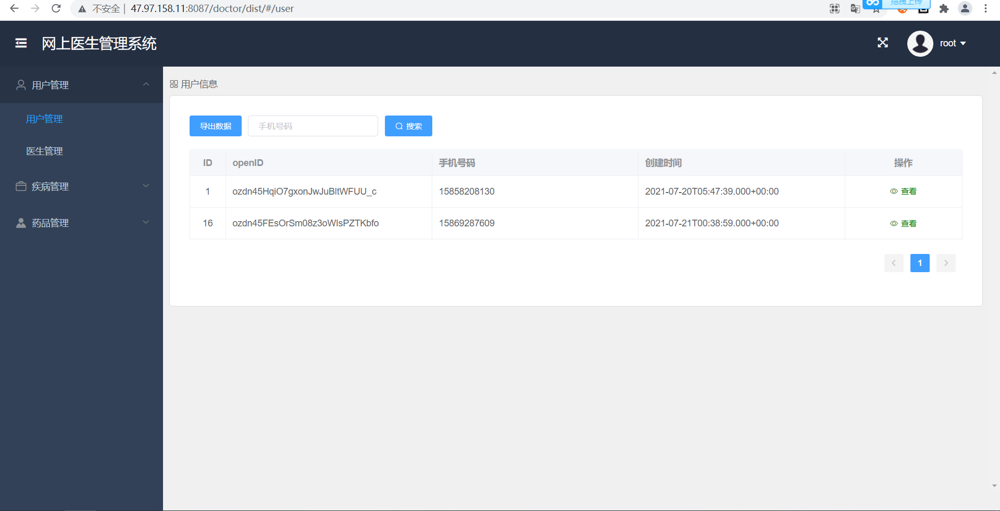 不安全 | 47.97.158.11:8087/doctor/dist/#/user
拖拽上传
网上医生管理系统
root
用户管理
用户管理
医生管理
疾病管理
药品管理
用户信息
导出数据 手机号码 搜索
ID openID 手机号码 创建时间 操作
1 ozdn45HqiO7gxonJwJuBltWFUU_c 15858208130 2021-07-20T05:47:39.000+00:00 查看
16 ozdn45FEsOrSm08z3oWlsPZTKbfo 15869287609 2021-07-21T00:38:59.000+00:00 查看
1